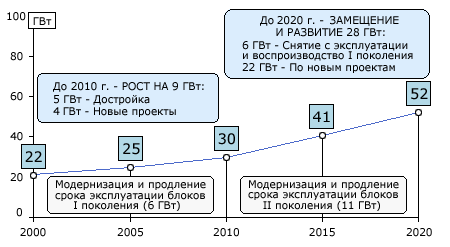 100
ГВт
До 2020 г. - ЗАМЕЩЕНИЕ
И РАЗВИТИЕ 28 ГВт:
6 ГВт - Снятие с эксплуатации
и воспроизводство I поколения
22 ГВт - По новым проектам
80
До 2010 г. - РОСТ НА 9 ГВт:
5 ГВт - Достройка
4 ГВт - Новые проекты
60
52
41
40
30
25
22
20
Модернизация и продление
срока эксплуатации блоков
I поколения (6 ГВт)
Модернизация и продление
срока эксплуатации блоков
II поколения (11 ГВт)
0
2000
2005
2010
2015
2020